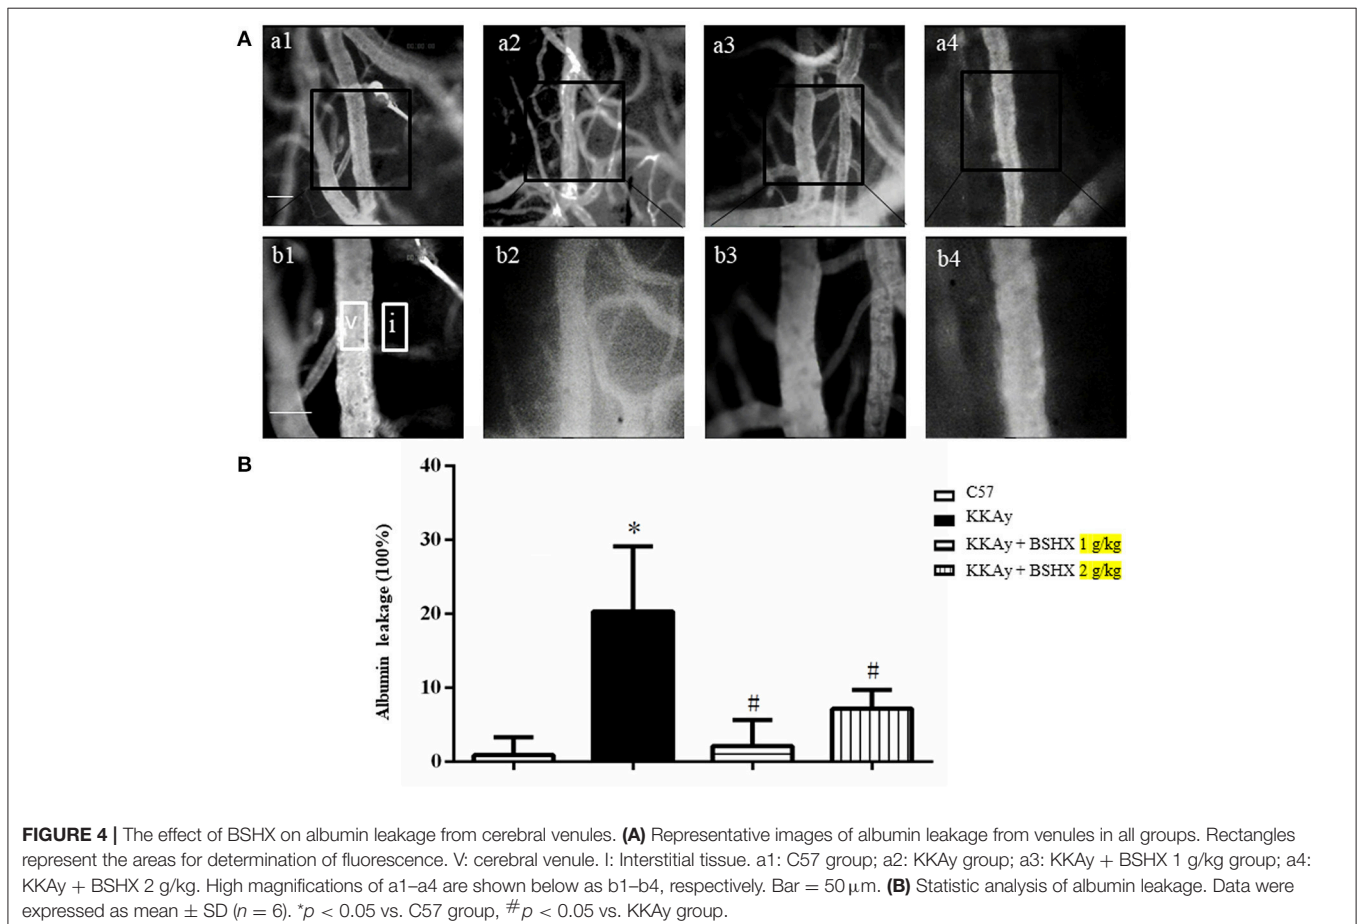 A
a1
a2
a3
a4
b1
b2
b3
b4
v
i
B
40
30
20
10
0
Albumin leakage (100%)
*
#
#
C57
KKAy
KKAy + BSHX 1 g/kg
KKAy + BSHX 2 g/kg
FIGURE 4 | The effect of BSHX on albumin leakage from cerebral venules. (A) Representative images of albumin leakage from venules in all groups. Rectangles
represent the areas for determination of fluorescence. V: cerebral venule. I: Interstitial tissue. a1: C57 group; a2: KKAy group; a3: KKAy + BSHX 1 g/kg group; a4:
KKAy + BSHX 2 g/kg. High magnifications of a1–a4 are shown below as b1–b4, respectively. Bar = 50 μm. (B) Statistic analysis of albumin leakage. Data were
expressed as mean ± SD (n = 6). *p < 0.05 vs. C57 group, #p < 0.05 vs. KKAy group.